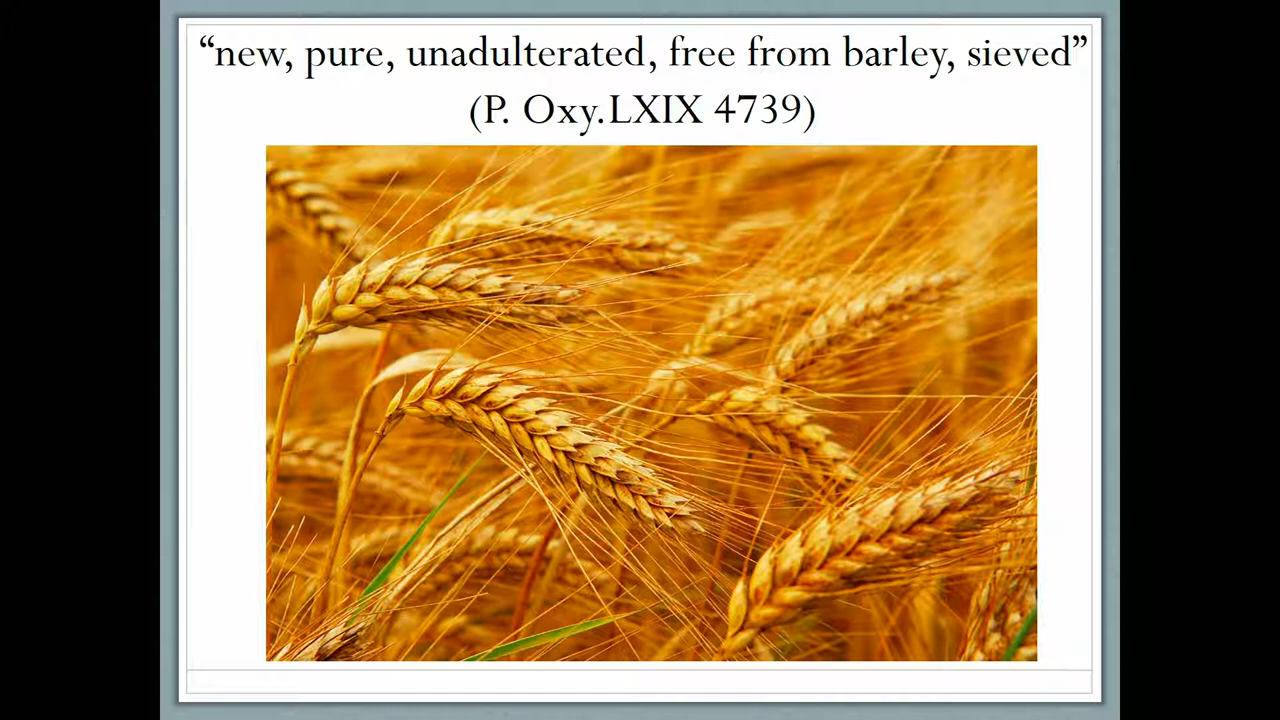 “new, pure, unadulterated, free from barley, sieved”
(P. Oxy.LXIX 4739)